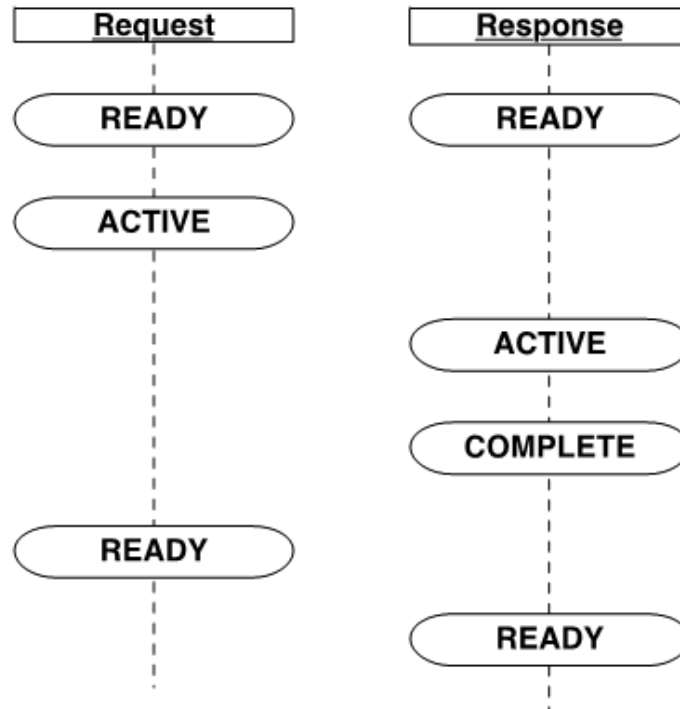 Request
Response
READY
READY
ACTIVE
ACTIVE
COMPLETE
READY
READY